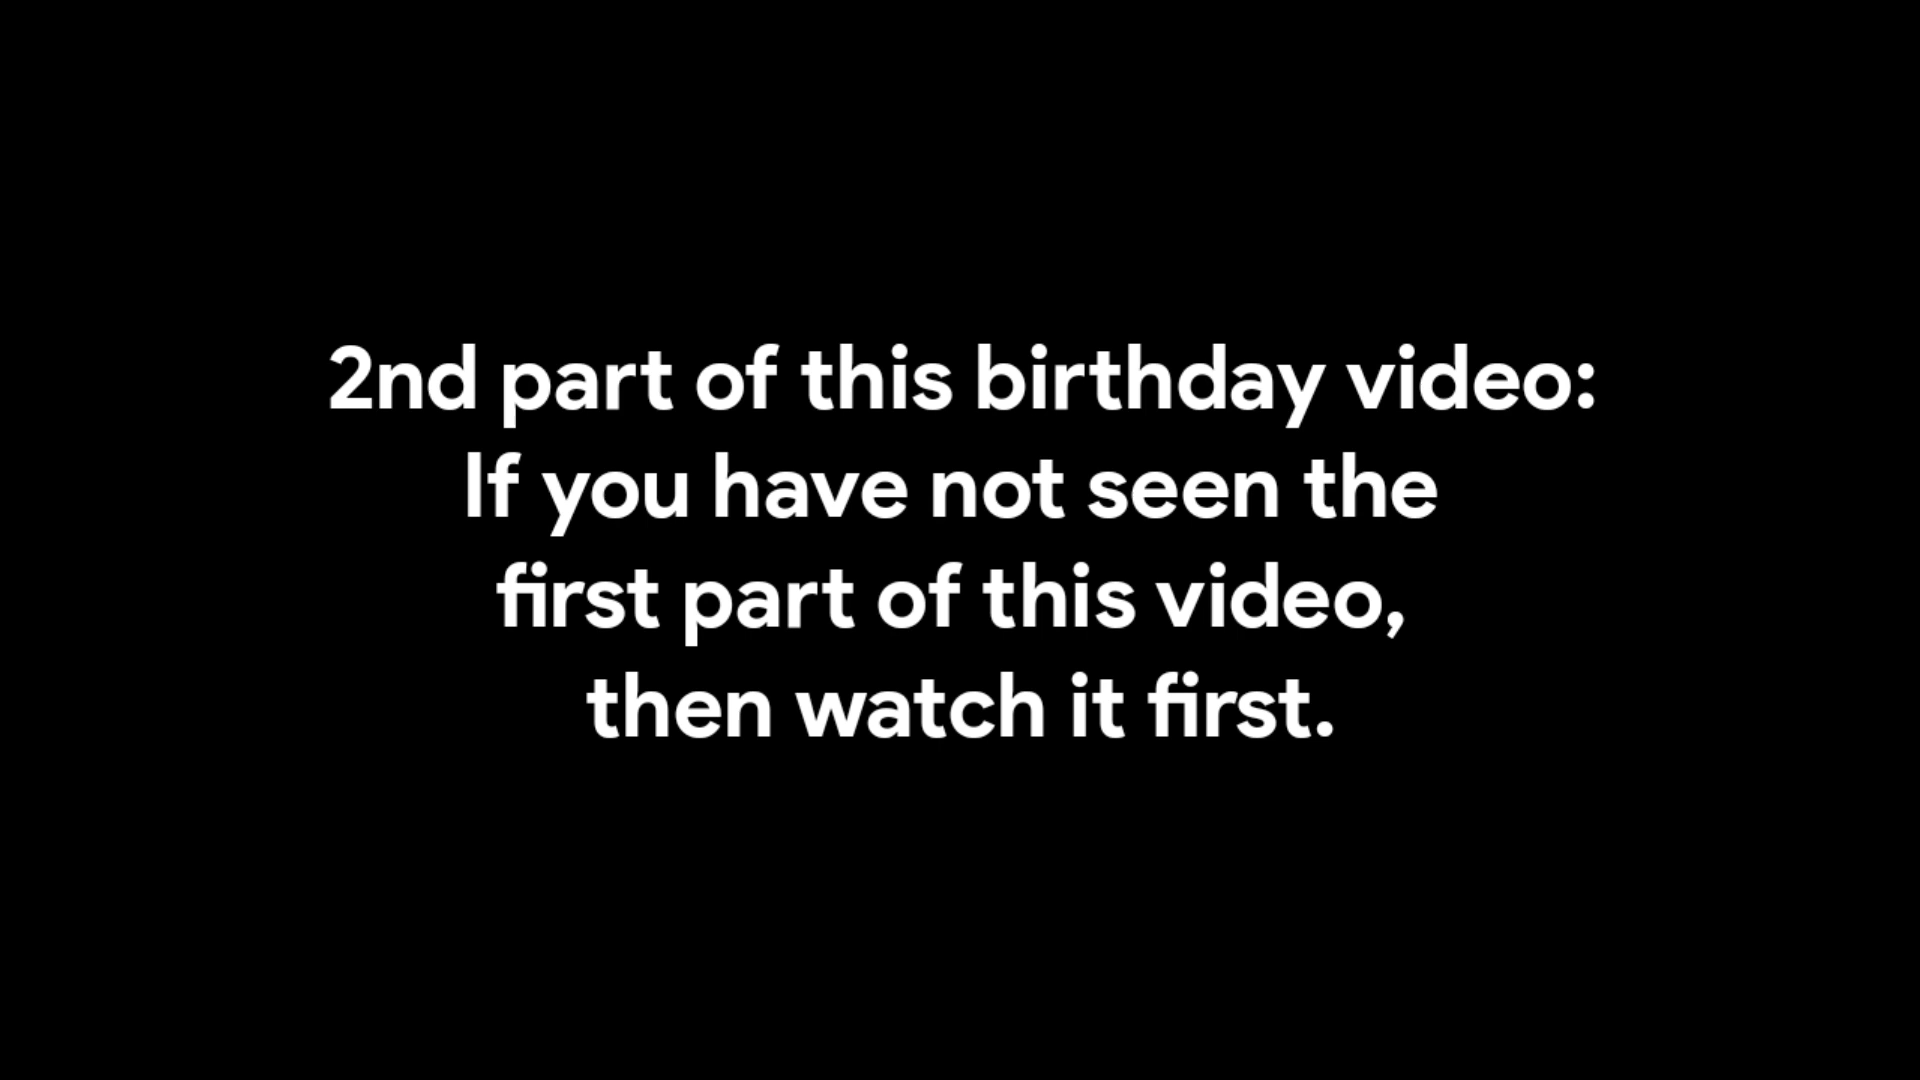 2nd part of this birthday video:
If you have not seen the
first part of this video,
then watch it first.